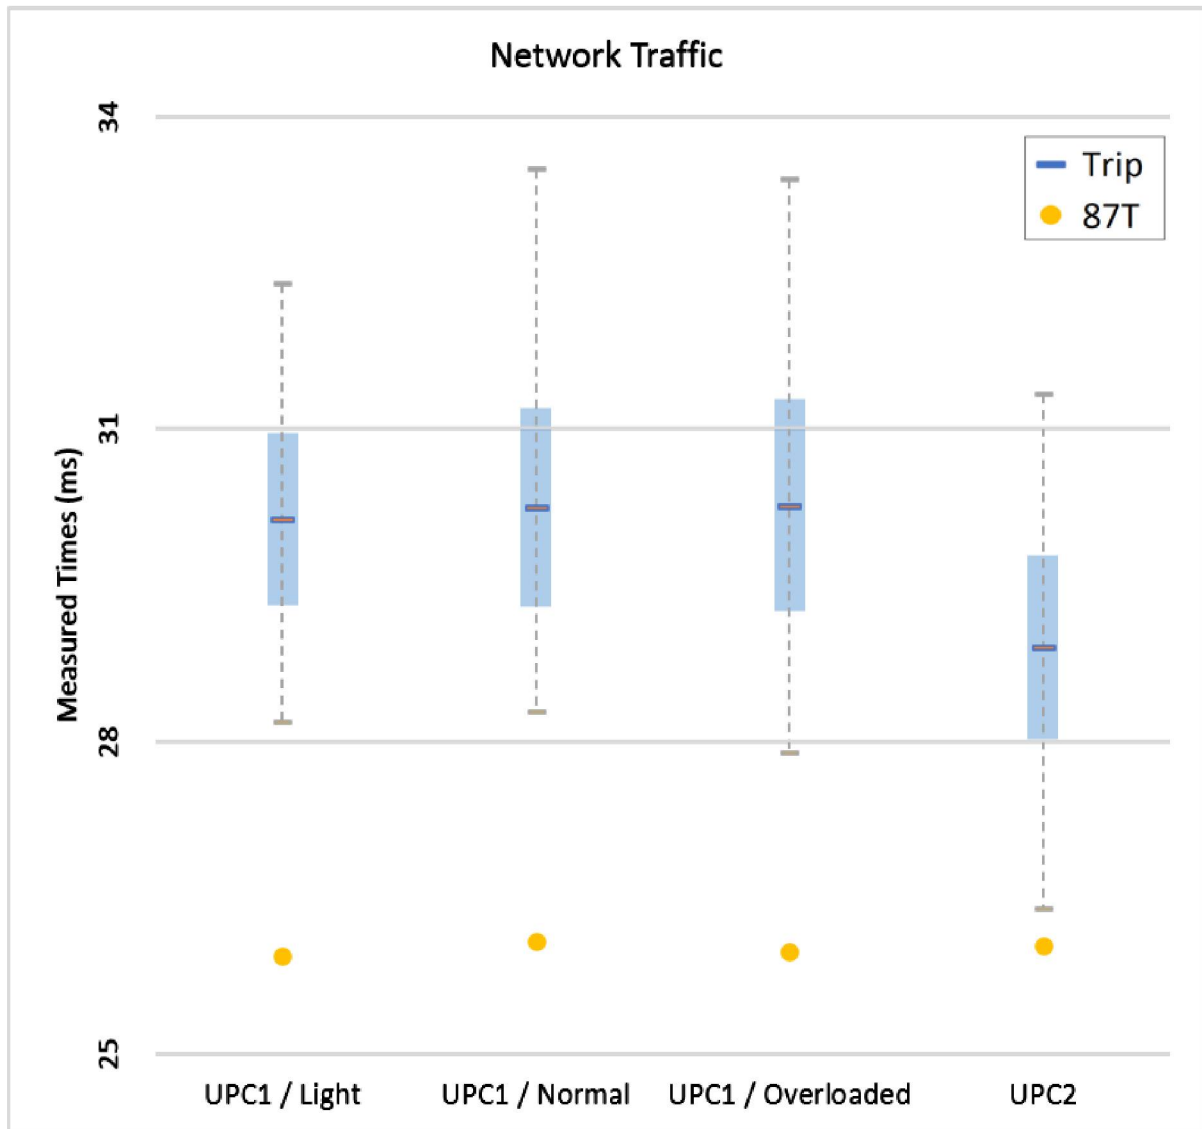 Network Traffic
34
Trip
87T
31
Measured Times (ms)
28
25
UPC1 / Light
UPC1 / Normal
UPC1 / Overloaded
UPC2